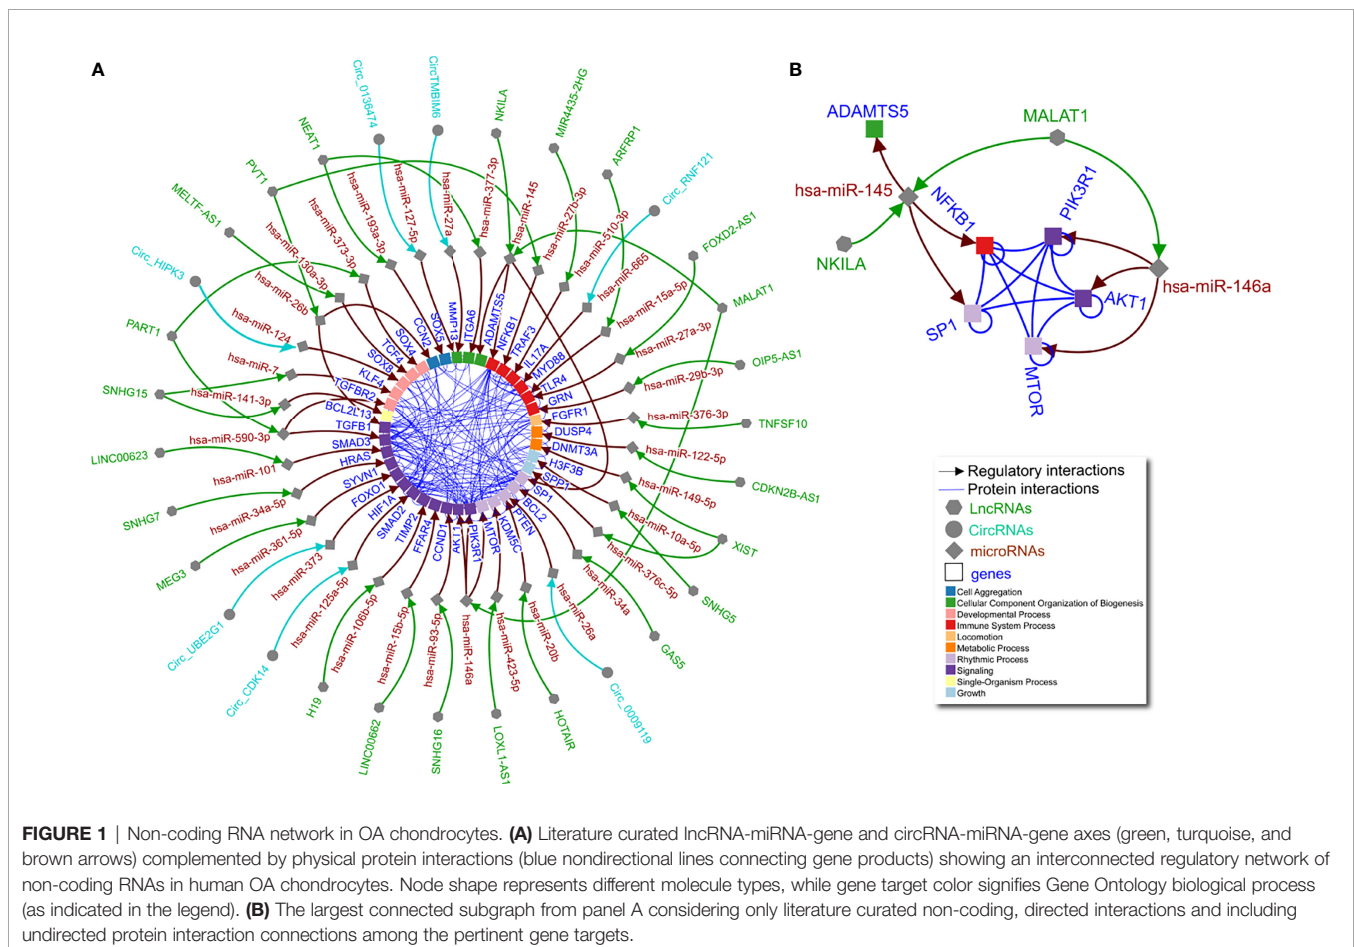 A
B
Circ_0136474
CircTMBIM6
NKILA
MIR4435-2HG
ARFRP1
Circ_RNF121
FOXD2-AS1
MALAT1
OIP5-AS1
TNFSF10
CDKN2B-AS1
XIST
SNHG5
GAS5
Circ_0009119
HOTAIR
LOXL1-AS1
SNHG16
LINC00662
H19
Circ_CDK14
Circ_UBE2G1
MEG3
SNHG7
LINC00623
SNHG15
PART1
Circ_HIPK3
MELTF-AS1
PVT1
NEAT1
hsa-miR-127-5p
hsa-miR-27a
hsa-miR-377-3p
hsa-miR-145
hsa-miR-27b-3p
hsa-miR-510-3p
hsa-miR-665
hsa-miR-15a-5p
hsa-miR-27a-3p
hsa-miR-29b-3p
hsa-miR-376-3p
hsa-miR-122-5p
hsa-miR-149-5p
hsa-miR-10a-5p
hsa-miR-376c-5p
hsa-miR-34a
hsa-miR-26a
hsa-miR-20b
hsa-miR-423-5p
hsa-miR-146a
hsa-miR-93-5p
hsa-miR-15b-5p
hsa-miR-106b-5p
hsa-miR-125a-5p
hsa-miR-373
hsa-miR-361-5p
hsa-miR-34a-5p
hsa-miR-101
hsa-miR-590-3p
hsa-miR-141-3p
hsa-miR-7
hsa-miR-124
hsa-miR-26b
hsa-miR-130a-3p
hsa-miR-373-3p
hsa-miR-193a-3p
SOX5
MMP13
ITGA6
ADAMTS5
NFKB1
TRAF3
IL17A
MYD88
TLR4
GRN
FGFR1
DUSP4
DNMT3A
H3F3B
SPP1
SP1
BCL2
PTEN
KDM5C
MTOR
PIK3R1
AKT1
CCND1
FFAR4
TIMP2
SMAD2
HIF1A
FOXO1
SYVN1
HRAS
SMAD3
TGFB1
BCL2L13
TGFBR2
KLF4
SOX8
TCF4
SOX4
CCN2
ADAMTS5
MALAT1
hsa-miR-145
NFKB1
PIK3R1
NKILA
hsa-miR-146a
AKT1
SP1
MTOR
Regulatory interactions
Protein interactions
LncRNAs
CircRNAs
microRNAs
genes
Cell Aggregation
Cellular Component Organization of Biogenesis
Developmental Process
Immune System Process
Locomotion
Metabolic Process
Rhythmic Process
Signaling
Single-Organism Process
Growth
FIGURE 1 | Non-coding RNA network in OA chondrocytes. (A) Literature curated lncRNA-miRNA-gene and circRNA-miRNA-gene axes (green, turquoise, and
brown arrows) complemented by physical protein interactions (blue nondirectional lines connecting gene products) showing an interconnected regulatory network of
non-coding RNAs in human OA chondrocytes. Node shape represents different molecule types, while gene target color signifies Gene Ontology biological process
(as indicated in the legend). (B) The largest connected subgraph from panel A considering only literature curated non-coding, directed interactions and including
undirected protein interaction connections among the pertinent gene targets.